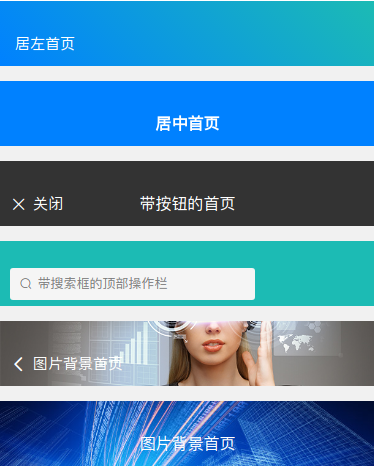 居左首页
居中首页
关闭 带按钮的首页
带搜索框的顶部操作栏
图片背景首页
图片背景首页